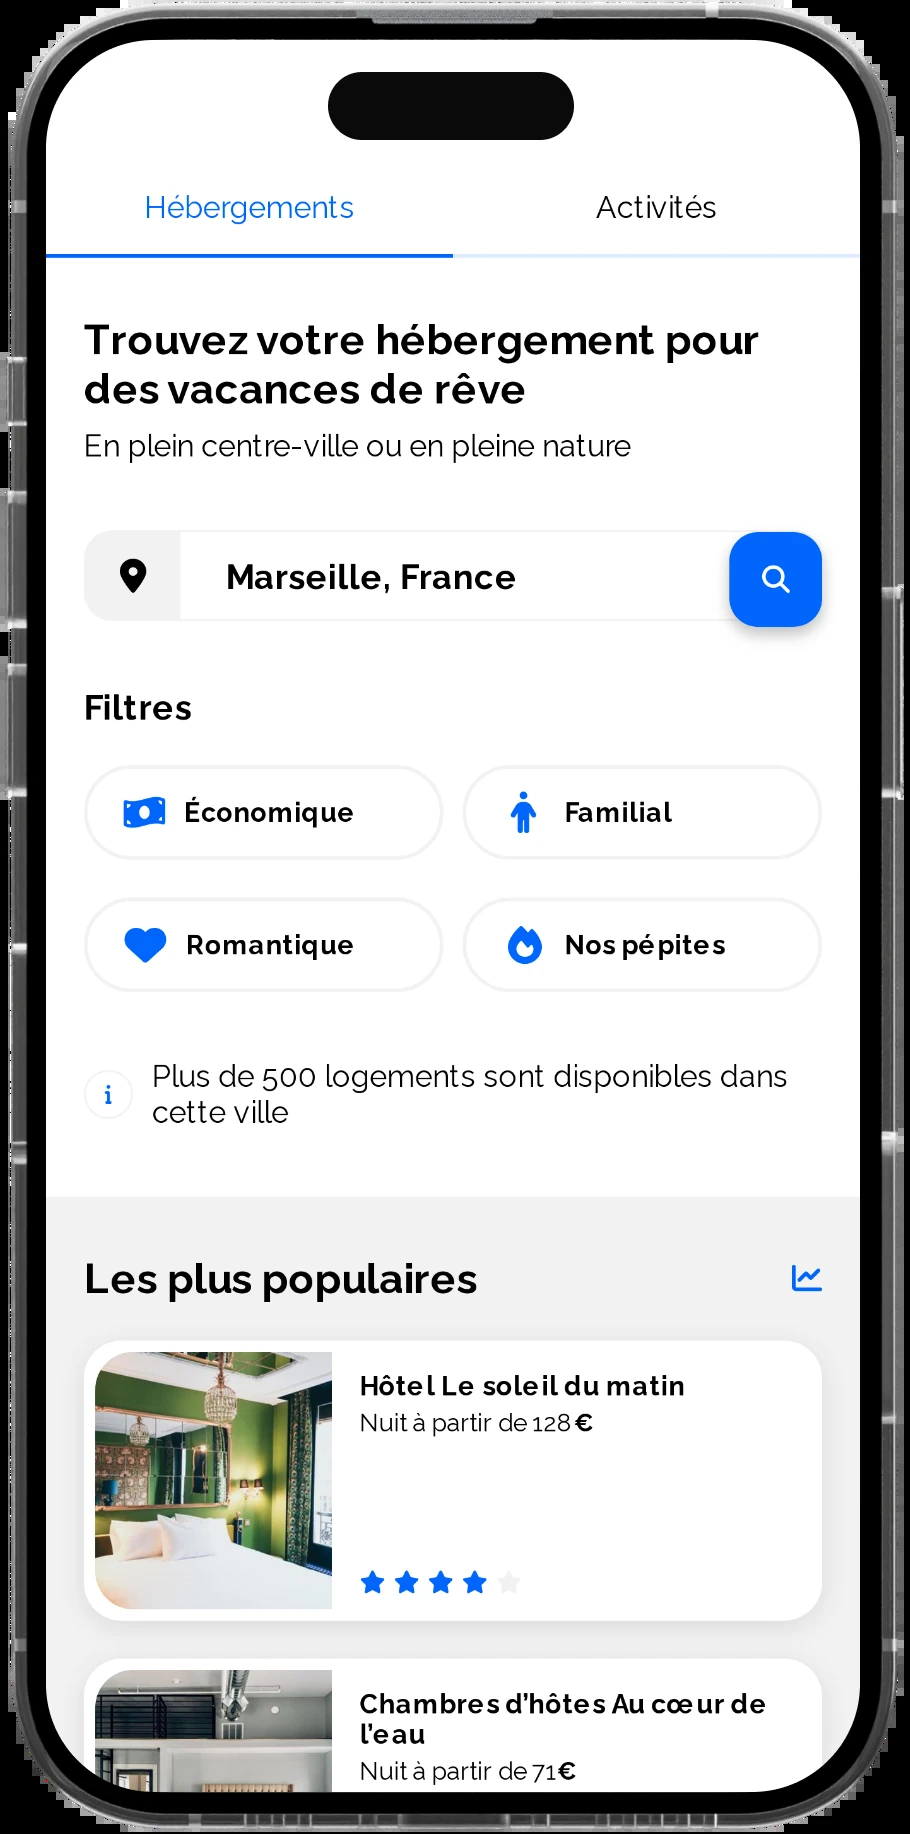 Hébergements
Activités
Trouvez votre hébergement pour
des vacances de rêve
En plein centre-ville ou en pleine nature
Marseille, France
Filtres
Économique
Familial
Romantique
Nos pépites
i
Plus de 500 logements sont disponibles dans
cette ville
Les plus populaires
Hôtel Le soleil du matin
Nuit à partir de 128 €
Chambres d’hôtes Au cœur de
l’eau
Nuit à partir de 71€